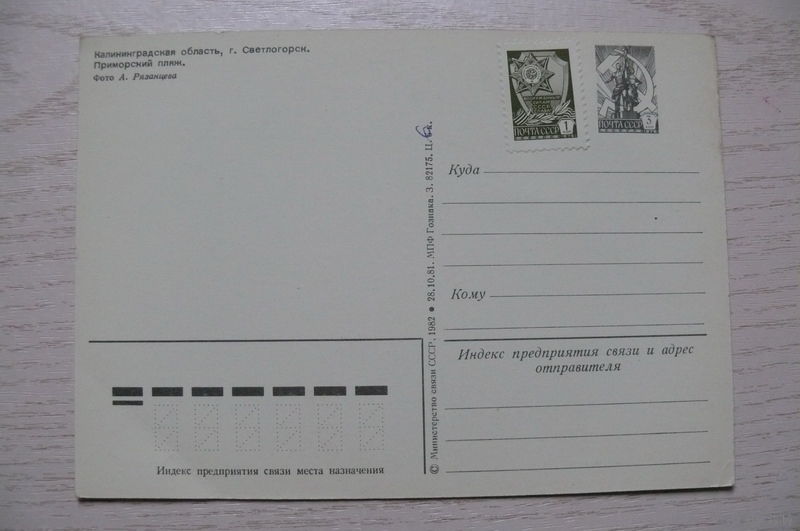 Калининградская область, г. Светлогорск.
Приморский пляж.
Фото А. Рязанцева
ПОЧТА СССР 1
ПОЧТА СССР 3
Куда
Кому
Индекс предприятия связи и адрес
отправителя
© Министерство связи СССР. 1982 ● 28.10.81. МПФ Гознака. З. 82175. Ц. к.
Индекс предприятия связи места назначения